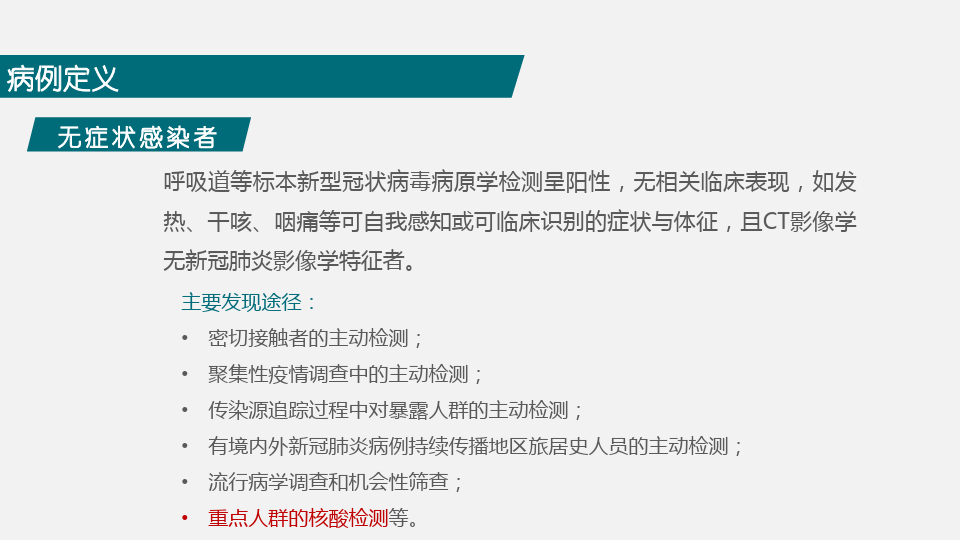 病例定义
无症状感染者
呼吸道等标本新型冠状病毒病原学检测呈阳性，无相关临床表现，如发
热、干咳、咽痛等可自我感知或可临床识别的症状与体征，且CT影像学
无新冠肺炎影像学特征者。
主要发现途径：
• 密切接触者的主动检测；
• 聚集性疫情调查中的主动检测；
• 传染源追踪过程中对暴露人群的主动检测；
• 有境内外新冠肺炎病例持续传播地区旅居史人员的主动检测；
• 流行病学调查和机会性筛查；
• 重点人群的核酸检测等。